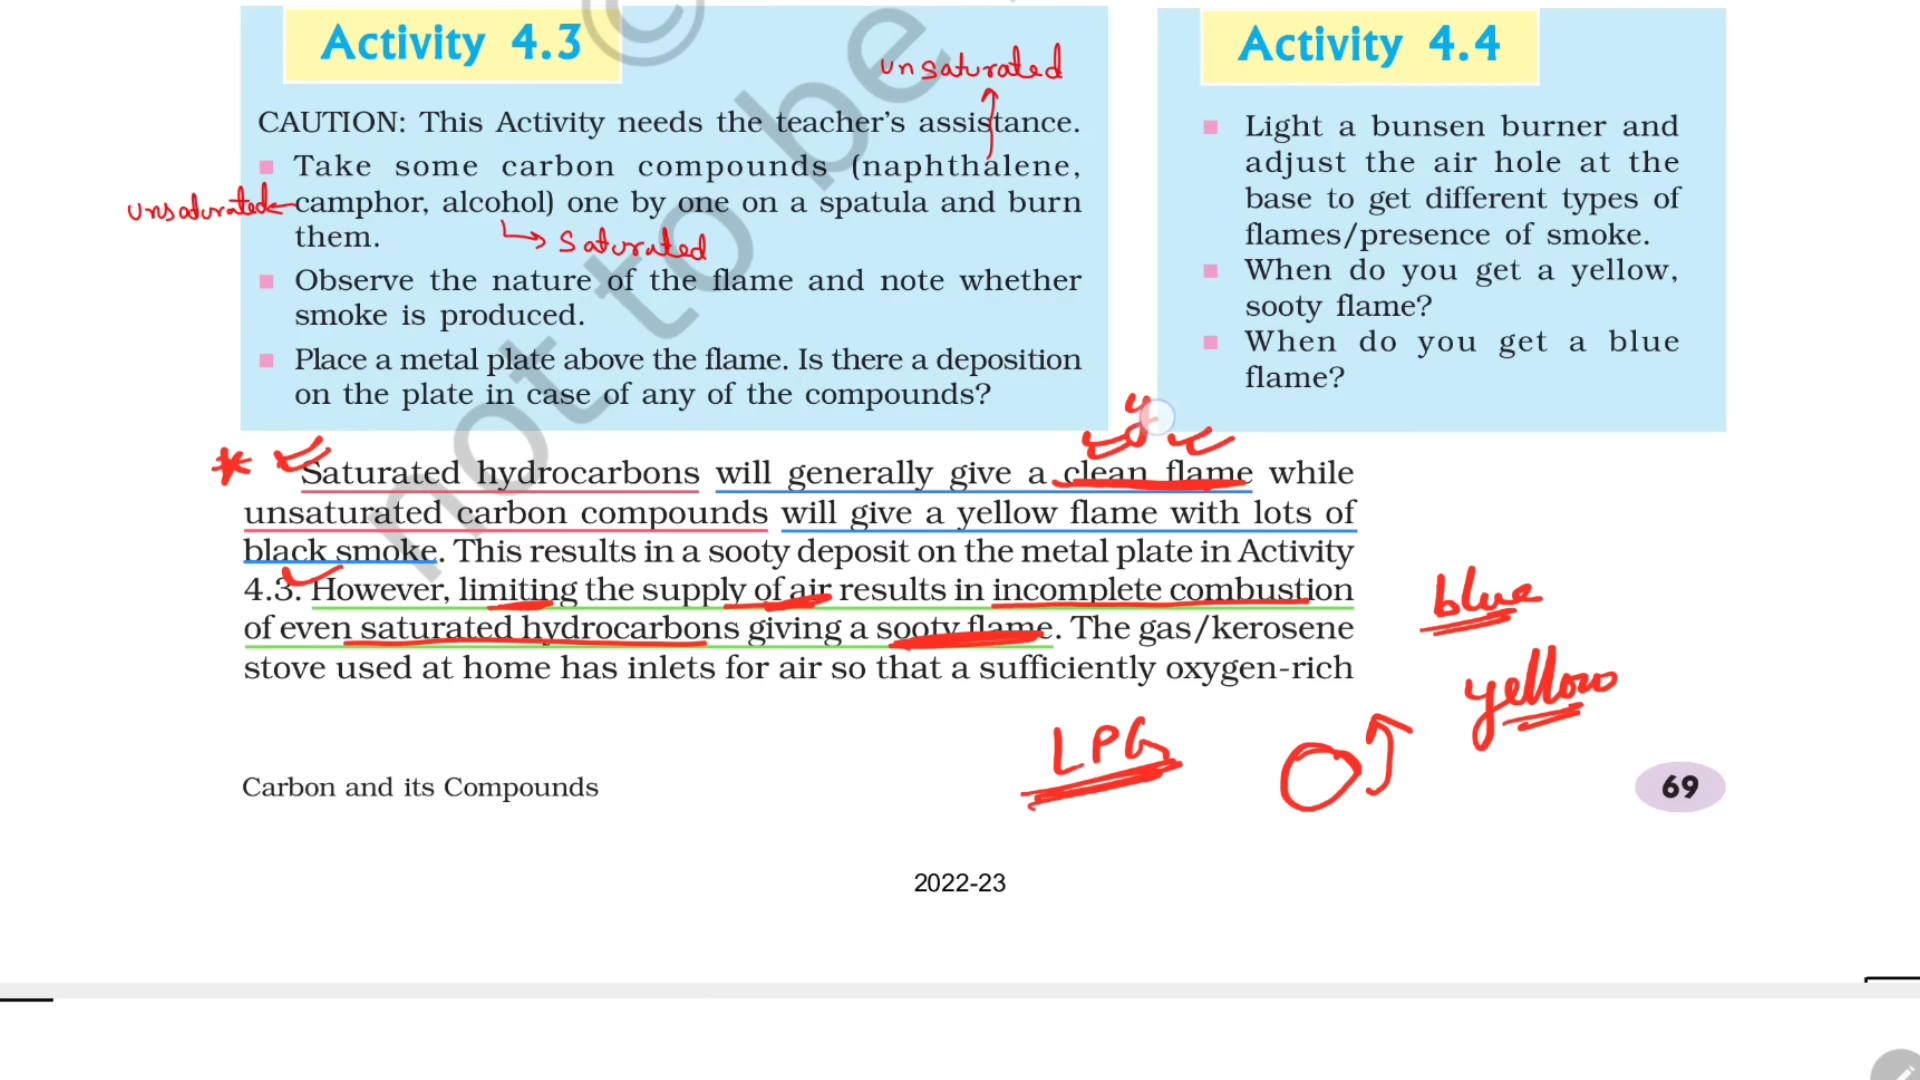 Activity 4.3
unsaturated
CAUTION: This Activity needs the teacher's assistance.
Take some carbon compounds (naphthalene,
unsaturated camphor, alcohol) one by one on a spatula and burn
them.
saturated
Observe the nature of the flame and note whether
smoke is produced.
Place a metal plate above the flame. Is there a deposition
on the plate in case of any of the compounds?
Activity 4.4
Light a bunsen burner and
adjust the air hole at the
base to get different types of
flames/presence of smoke.
When do you get a yellow,
sooty flame?
When do you get a blue
flame?
Saturated hydrocarbons will generally give a clean flame while
unsaturated carbon compounds will give a yellow flame with lots of
black smoke. This results in a sooty deposit on the metal plate in Activity
4.3. However, limiting the supply of air results in incomplete combustion
of even saturated hydrocarbons giving a sooty flame. The gas/kerosene
stove used at home has inlets for air so that a sufficiently oxygen-rich
blue
yellow
LPG
Carbon and its Compounds
69
2022-23
© not to be